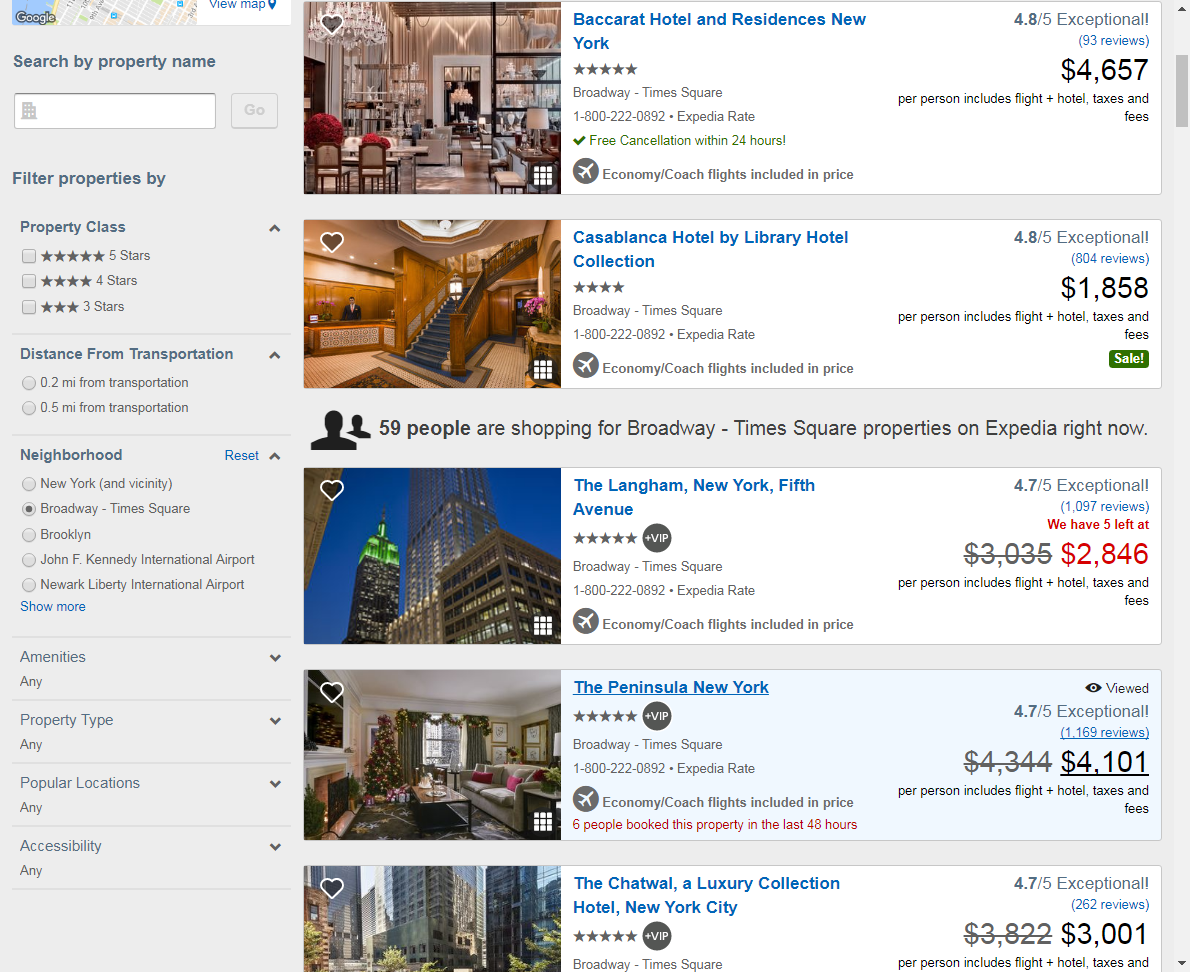 Google
View map
Search by property name
Go
Filter properties by
Property Class
★★★★★ 5 Stars
★★★★ 4 Stars
★★★ 3 Stars
Distance From Transportation
0.2 mi from transportation
0.5 mi from transportation
Neighborhood
Reset
New York (and vicinity)
Broadway - Times Square
Brooklyn
John F. Kennedy International Airport
Newark Liberty International Airport
Show more
Amenities
Any
Property Type
Any
Popular Locations
Any
Accessibility
Any
Baccarat Hotel and Residences New
York
★★★★★
Broadway - Times Square
1-800-222-0892 • Expedia Rate
Free Cancellation within 24 hours!
Economy/Coach flights included in price
4.8/5 Exceptional!
(93 reviews)
$4,657
per person includes flight + hotel, taxes and
fees
Casablanca Hotel by Library Hotel
Collection
★★★★
Broadway - Times Square
1-800-222-0892 • Expedia Rate
Economy/Coach flights included in price
4.8/5 Exceptional!
(804 reviews)
$1,858
per person includes flight + hotel, taxes and
fees
Sale!
59 people are shopping for Broadway - Times Square properties on Expedia right now.
The Langham, New York, Fifth
Avenue
★★★★★ +VIP
Broadway - Times Square
1-800-222-0892 • Expedia Rate
Economy/Coach flights included in price
4.7/5 Exceptional!
(1,097 reviews)
We have 5 left at
$3,035 $2,846
per person includes flight + hotel, taxes and
fees
The Peninsula New York
★★★★★ +VIP
Broadway - Times Square
1-800-222-0892 • Expedia Rate
Economy/Coach flights included in price
6 people booked this property in the last 48 hours
Viewed
4.7/5 Exceptional!
(1,169 reviews)
$4,344 $4,101
per person includes flight + hotel, taxes and
fees
The Chatwal, a Luxury Collection
Hotel, New York City
★★★★★ +VIP
Broadway - Times Square
4.7/5 Exceptional!
(262 reviews)
$3,822 $3,001
per person includes flight + hotel, taxes and